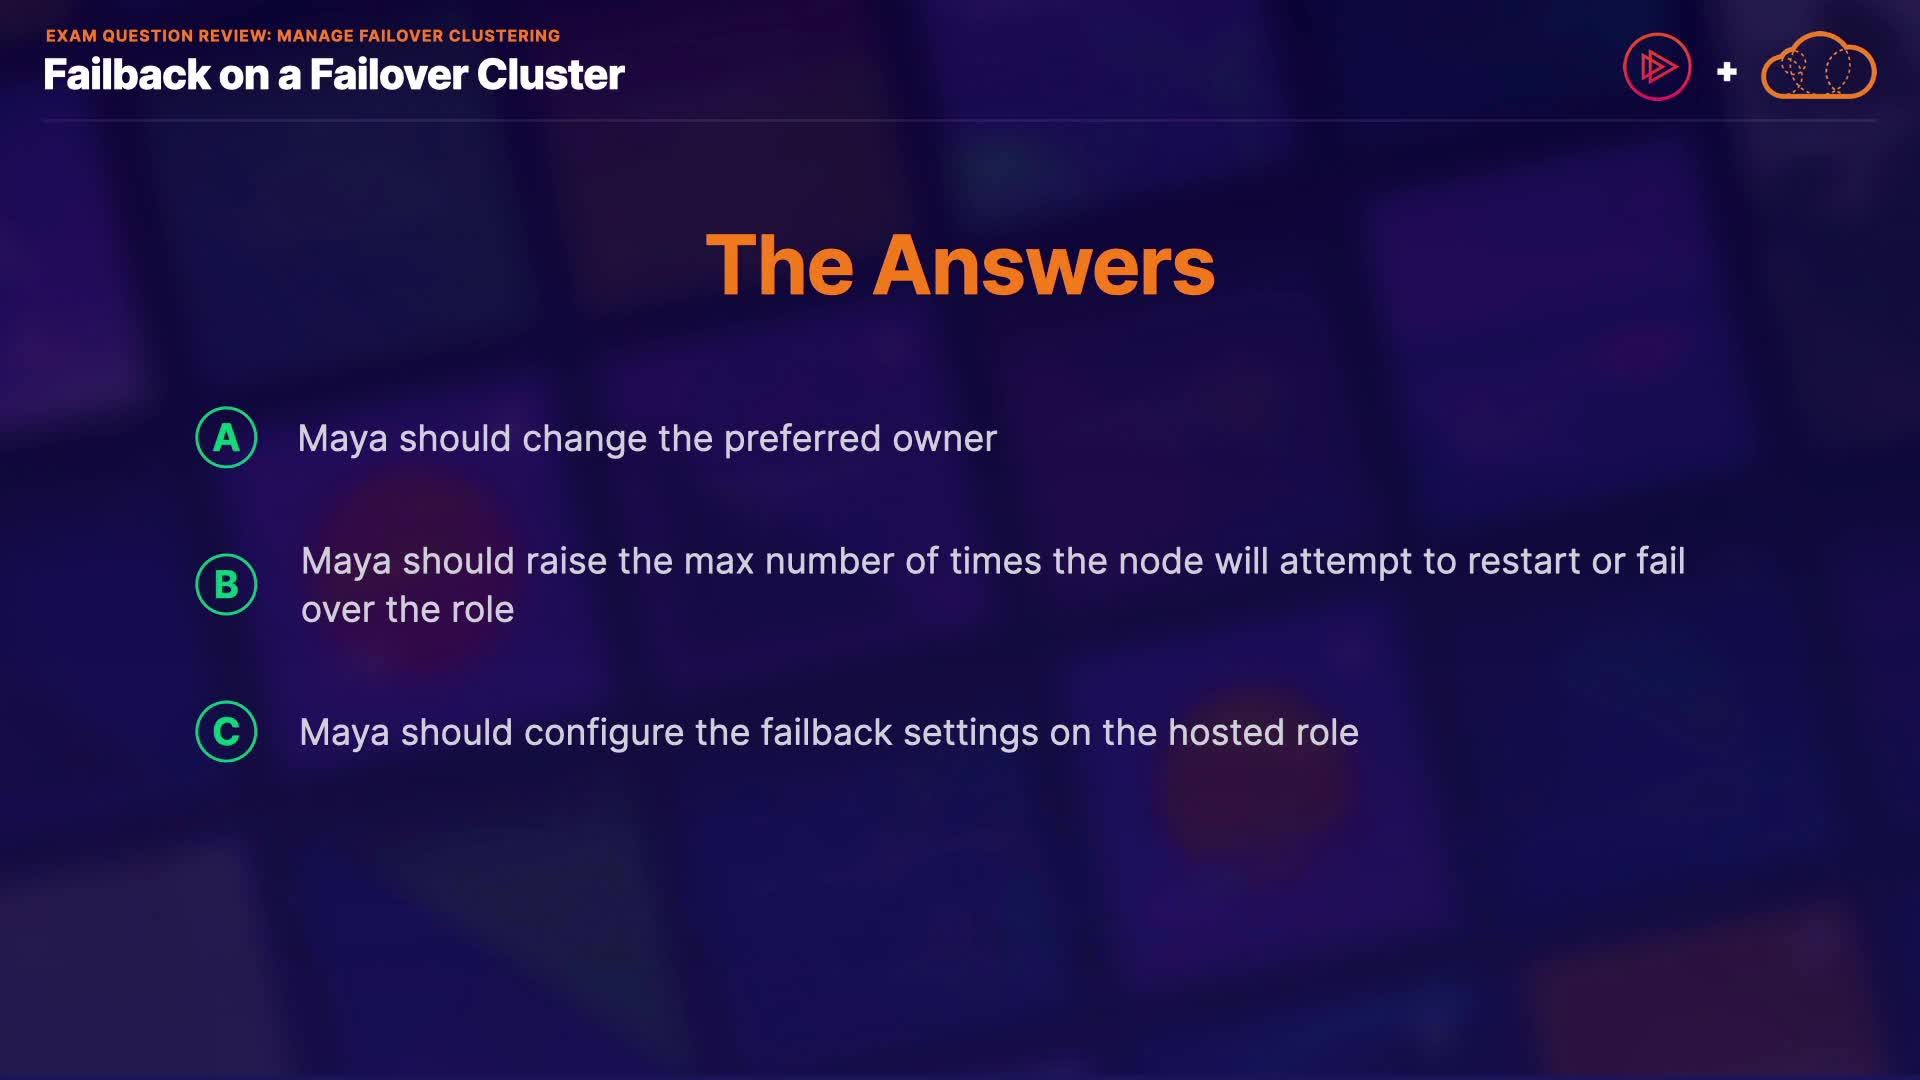 EXAM QUESTION REVIEW: MANAGE FAILOVER CLUSTERING
Failback on a Failover Cluster
+
The Answers
A Maya should change the preferred owner
B Maya should raise the max number of times the node will attempt to restart or fail
over the role
C Maya should configure the failback settings on the hosted role